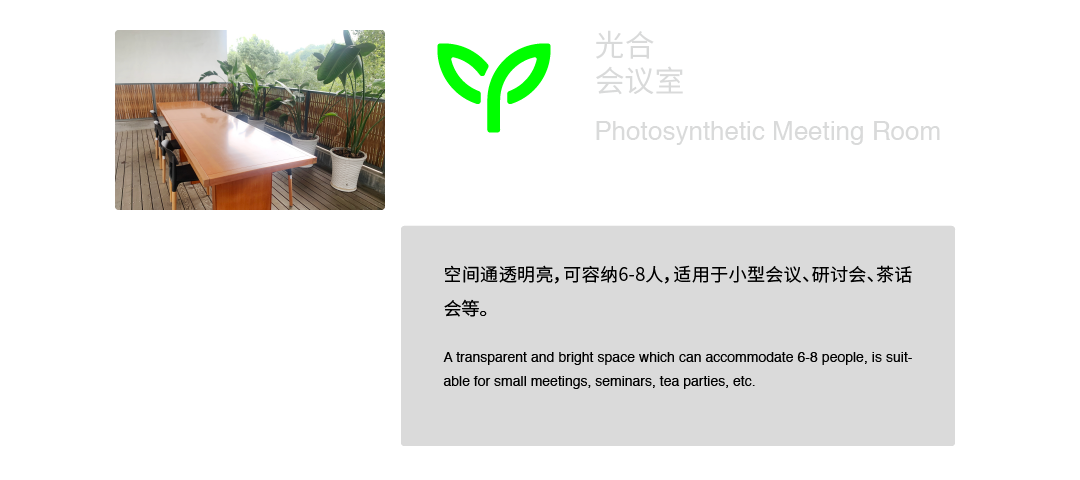 光合
会议室
Photosynthetic Meeting Room
空间通透明亮，可容纳6-8人，适用于小型会议、研讨会、茶话
会等。
A transparent and bright space which can accommodate 6-8 people, is suit-
able for small meetings, seminars, tea parties, etc.